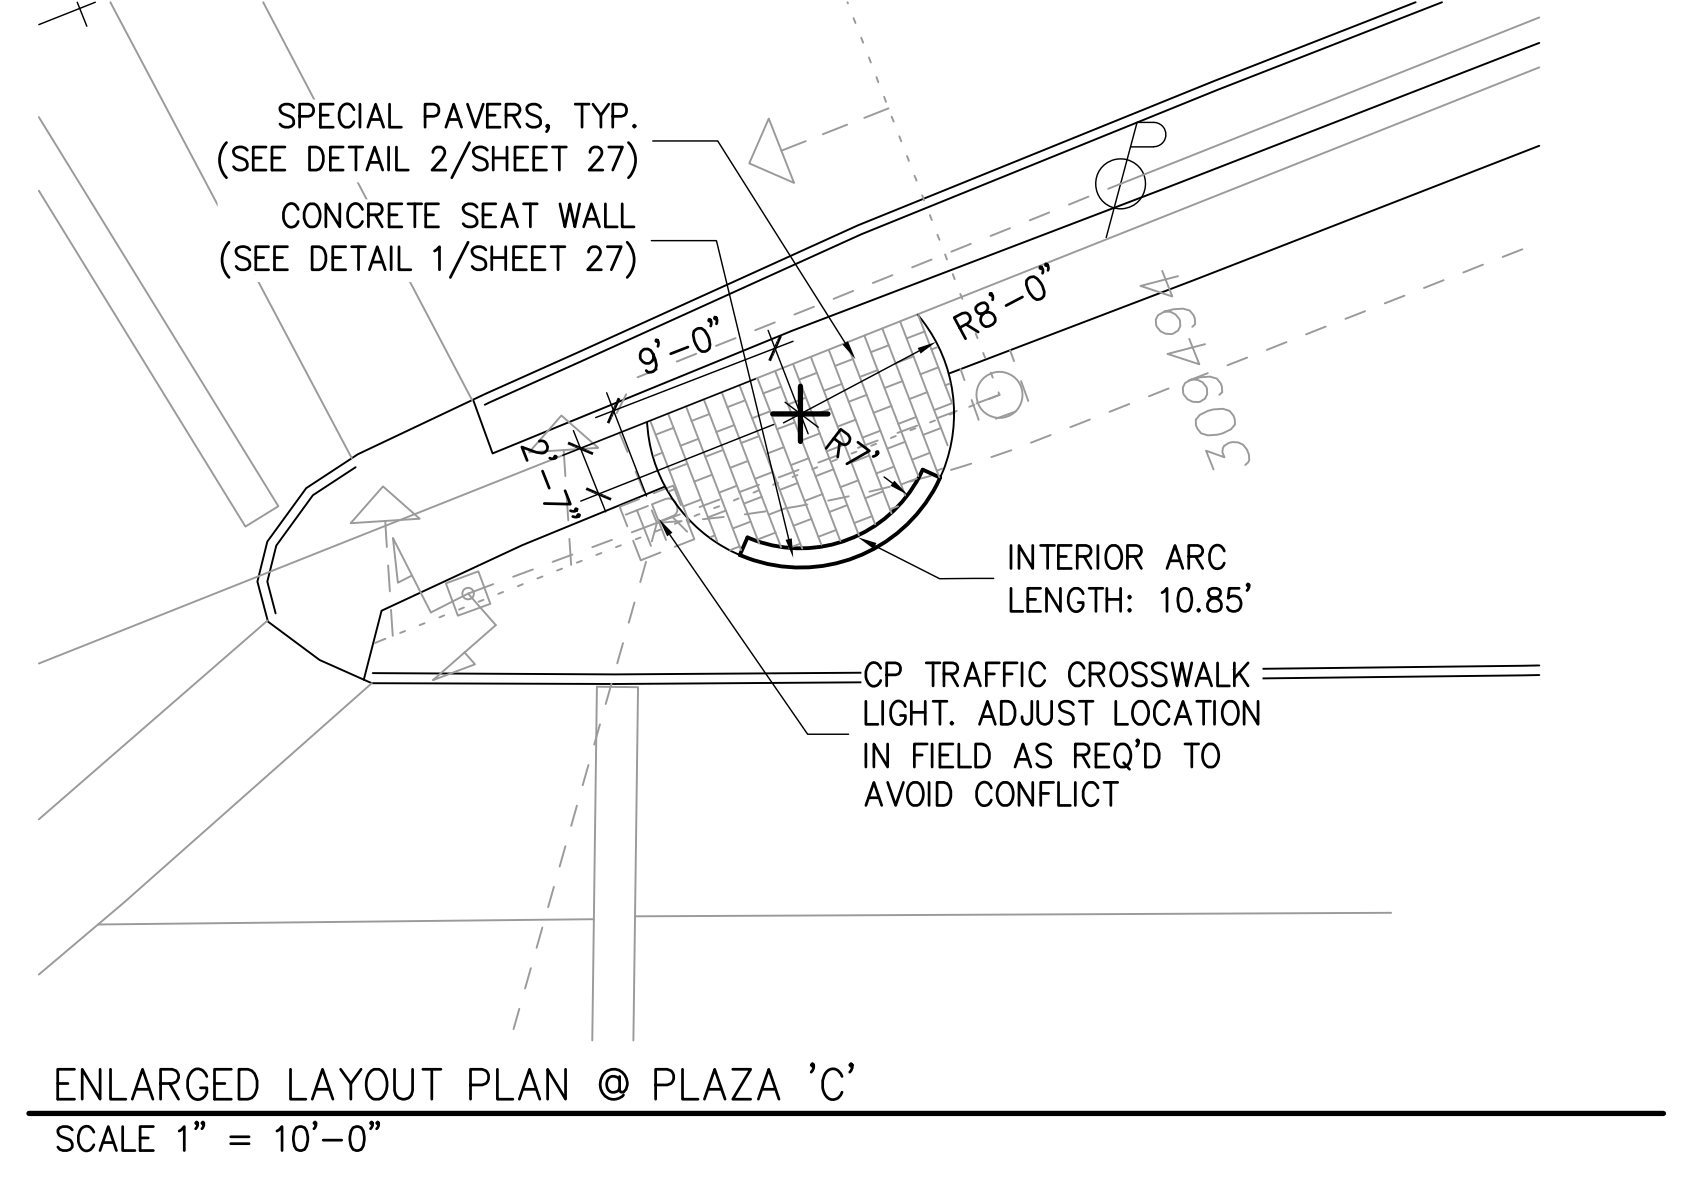 SPECIAL PAVERS, TYP.
(SEE DETAIL 2/SHEET 27)
CONCRETE SEAT WALL
(SEE DETAIL 1/SHEET 27)
9'-0"
R8'-0"
2'-7"
R7'
309649
INTERIOR ARC
LENGTH: 10.85'
CP TRAFFIC CROSSWALK
LIGHT. ADJUST LOCATION
IN FIELD AS REQ'D TO
AVOID CONFLICT
ENLARGED LAYOUT PLAN @ PLAZA 'C'
SCALE 1" = 10'-0"